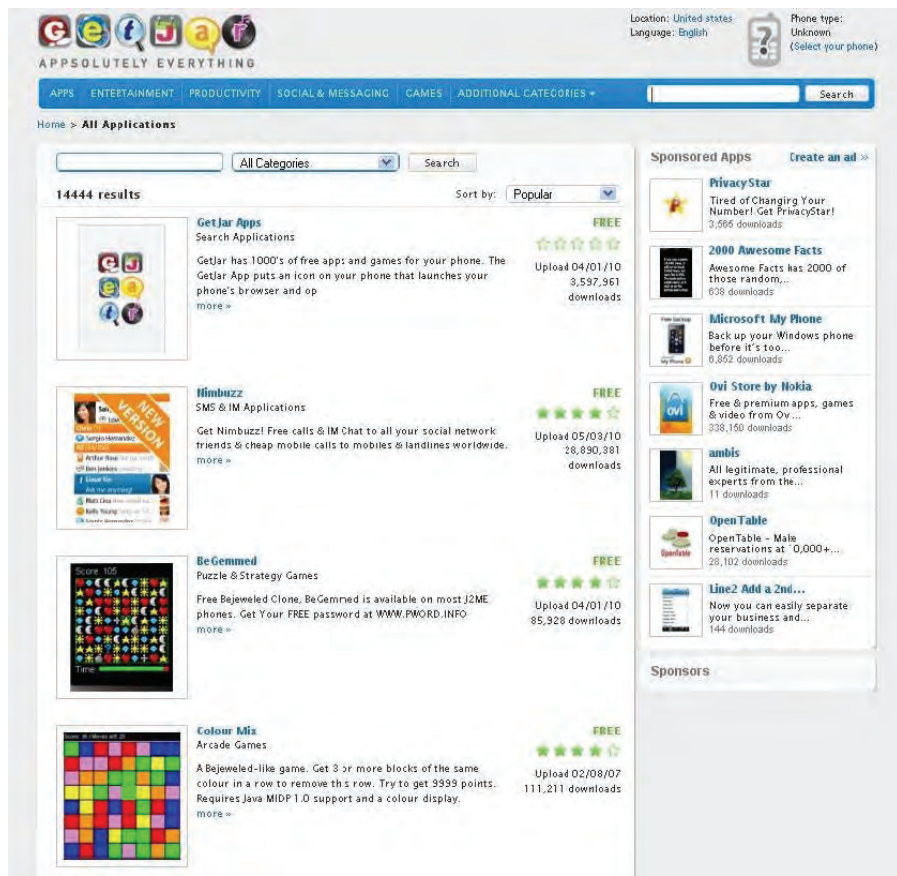 GetJar
APPSOLUTELY EVERYTHING
Location: United states
Language: English
Phone type:
Unknown
(Select your phone)
APPS ENTERTAINMENT PRODUCTIVITY SOCIAL & MESSAGING GAMES ADDITIONAL CATEGORIES
Search
Home > All Applications
All Categories
Search
14444 results
Sort by: Popular
GetJar Apps
Search Applications
GetJar has 1000's of free apps and games for your phone. The
GetJar App puts an icon on your phone that launches your
phone's browser and op
more »
FREE
Upload 04/01/10
3,597,961
downloads
NEW
VERSION
Sergio Hernandez
Nimbuzz
SMS & IM Applications
Get Nimbuzz! Free calls & IM Chat to all your social network
friends & cheap mobile calls to mobiles & landlines worldwide.
more »
FREE
Upload 05/03/10
28,890,381
downloads
Score 105
Time
BeGemmed
Puzzle & Strategy Games
Free Bejeweled Clone, BeGemmed is available on most J2ME
phones. Get Your FREE password at WWW.PWORD.INFO
more »
FREE
Upload 04/01/10
85,928 downloads
Colour Mix
Arcade Games
A Bejeweled-like game. Get 3 or more blocks of the same
colour in a row to remove this row. Try to get 9999 points.
Requires Java MIDP 1.0 support and a colour display.
more »
FREE
Upload 02/08/07
111,211 downloads
Sponsored Apps
Create an ad »
PrivacyStar
Tired of Changing Your
Number! Get PrivacyStar!
3,565 downloads
2000 Awesome Facts
Awesome Facts has 2000 of
those random,...
638 downloads
Microsoft My Phone
Back up your Windows phone
before it's too...
6,852 downloads
ovi
Ovi Store by Nokia
Free & premium apps, games
& video from Ov...
338,150 downloads
ambis
All legitimate, professional
experts from the...
11 downloads
OpenTable
OpenTable
OpenTable - Make
reservations at 10,000+...
28,102 downloads
Line2 Add a 2nd...
Now you can easily separate
your business and...
144 downloads
Sponsors